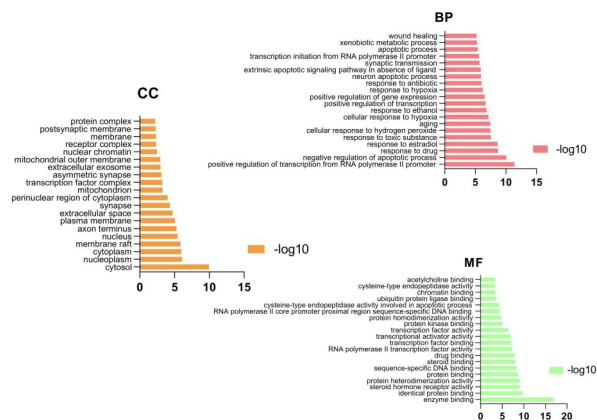 BP
wound healing
xenobiotic metabolic process
apoptotic process
transcription initiation from RNA polymerase II promoter
synaptic transmission
extrinsic apoptotic signaling pathway in absence of ligand
neuron apoptotic process
response to antibiotic
response to hypoxia
positive regulation of gene expression
positive regulation of transcription
response to ethanol
cellular response to hypoxia
aging
cellular response to hydrogen peroxide
response to toxic substance
response to estradiol
response to drug
negative regulation of apoptotic process
positive regulation of transcription from RNA polymerase II promoter
0 5 10 15
-log10
CC
protein complex
postsynaptic membrane
membrane
receptor complex
nuclear chromatin
mitochondrial outer membrane
extracellular exosome
asymmetric synapse
transcription factor complex
mitochondrion
perinuclear region of cytoplasm
synapse
extracellular space
plasma membrane
axon terminus
nucleus
membrane raft
cytoplasm
nucleoplasm
cytosol
0 5 10 15
-log10
MF
acetylcholine binding
cysteine-type endopeptidase activity
chromatin binding
ubiquitin protein ligase binding
cysteine-type endopeptidase activity involved in apoptotic process
RNA polymerase II core promoter proximal region sequence-specific DNA binding
protein homodimerization activity
protein kinase binding
transcription factor activity
transcriptional activator activity
transcription factor binding
RNA polymerase II transcription factor activity
drug binding
steroid binding
sequence-specific DNA binding
protein binding
protein heterodimerization activity
steroid hormone receptor activity
identical protein binding
enzyme binding
0 5 10 15 20
-log10